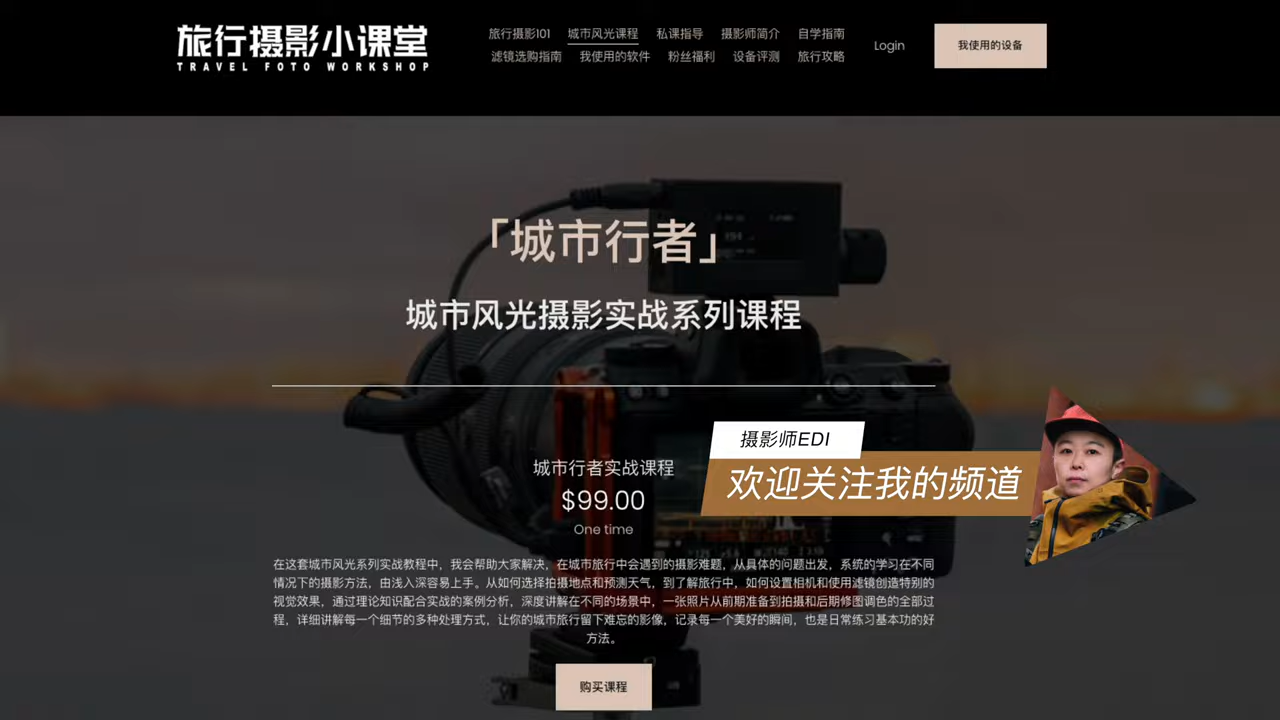 旅行摄影小课堂
TRAVEL FOTO WORKSHOP
旅行摄影101 城市风光课程 私课指导 摄影师简介 自学指南
滤镜选购指南 我使用的软件 粉丝福利 设备评测 旅行攻略
Login
我使用的设备
「城市行者」
城市风光摄影实战系列课程
摄影师EDI
欢迎关注我的频道
城市行者实战课程
$99.00
One time
在这套城市风光系列实战教程中，我会帮助大家解决，在城市旅行中会遇到的摄影难题，从具体的问题出发，系统的学习在不同
情况下的摄影方法，由浅入深容易上手。从如何选择拍摄地点和预测天气，到了解旅行中，如何设置相机和使用滤镜创造特别的
视觉效果，通过理论知识配合实战的案例分析，深度讲解在不同的场景中，一张照片从前期准备到拍摄和后期修图调色的全部过
程，详细讲解每一个细节的多种处理方式，让你的城市旅行留下难忘的影像，记录每一个美好的瞬间，也是日常练习基本功的好
方法。
购买课程